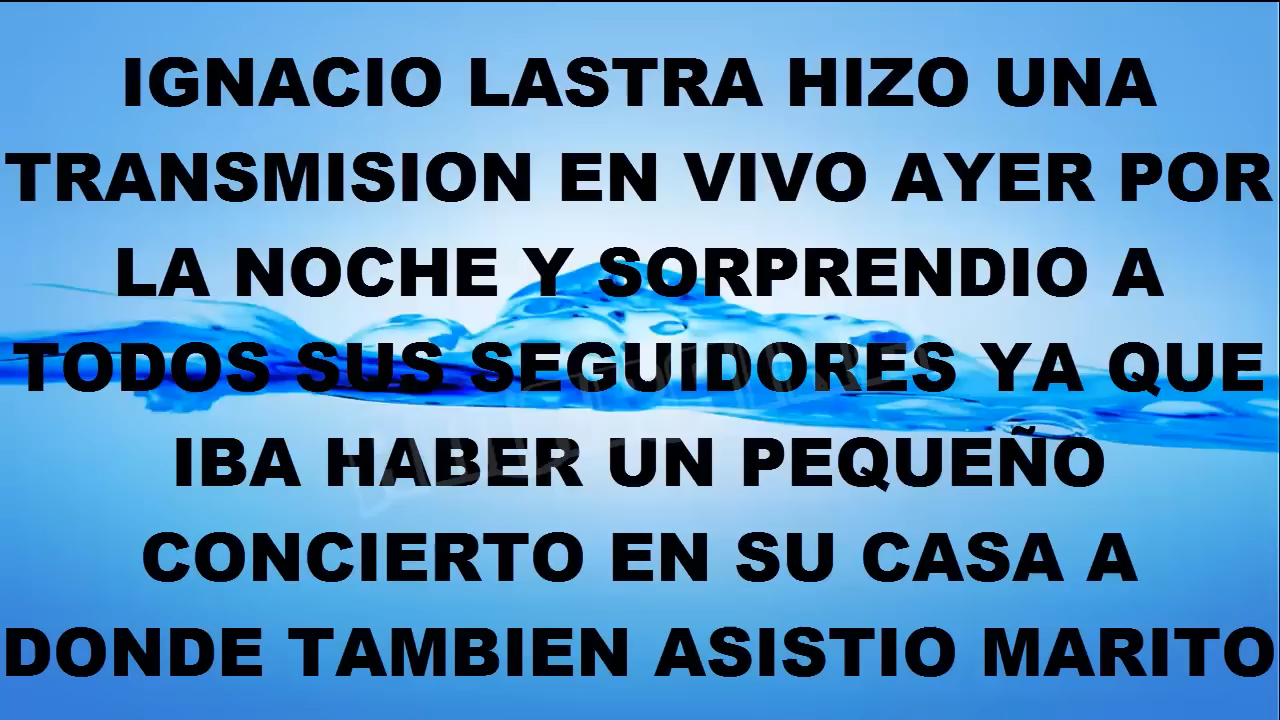 IGNACIO LASTRA HIZO UNA
TRANSMISION EN VIVO AYER POR
LA NOCHE Y SORPRENDIO A
TODOS SUS SEGUIDORES YA QUE
IBA HABER UN PEQUEÑO
CONCIERTO EN SU CASA A
DONDE TAMBIEN ASISTIO MARITO